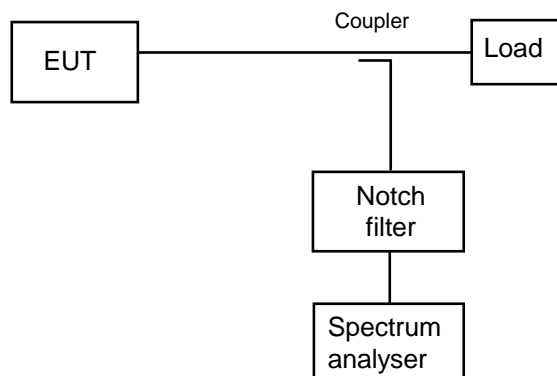 Coupler
EUT
Load
Notch
filter
Spectrum
analyser